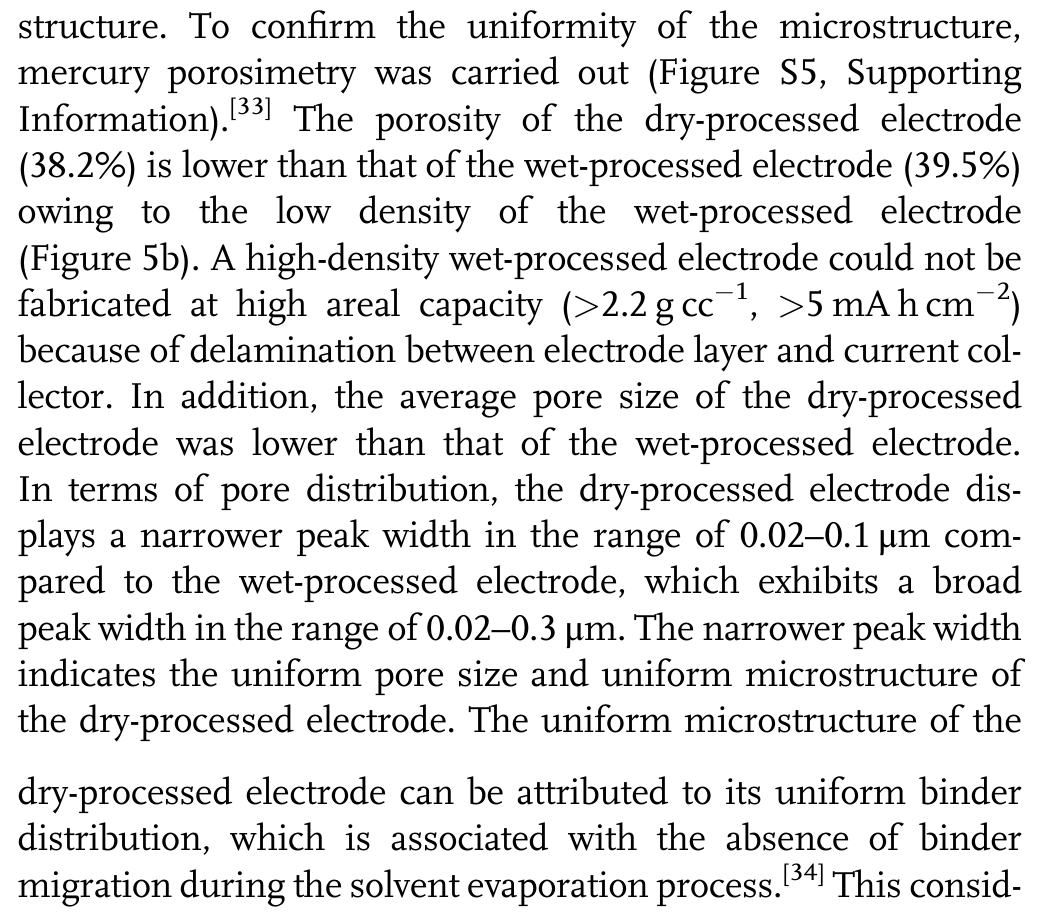 structure. To confirm the uniformity of the microstructure,
mercury porosimetry was carried out (Figure S5, Supporting
Information).[33] The porosity of the dry-processed electrode
(38.2%) is lower than that of the wet-processed electrode (39.5%)
owing to the low density of the wet-processed electrode
(Figure 5b). A high-density wet-processed electrode could not be
fabricated at high areal capacity (>2.2 g cc−1, >5 mA h cm−2)
because of delamination between electrode layer and current col-
lector. In addition, the average pore size of the dry-processed
electrode was lower than that of the wet-processed electrode.
In terms of pore distribution, the dry-processed electrode dis-
plays a narrower peak width in the range of 0.02–0.1 μm com-
pared to the wet-processed electrode, which exhibits a broad
peak width in the range of 0.02–0.3 μm. The narrower peak width
indicates the uniform pore size and uniform microstructure of
the dry-processed electrode. The uniform microstructure of the
dry-processed electrode can be attributed to its uniform binder
distribution, which is associated with the absence of binder
migration during the solvent evaporation process.[34] This consid-